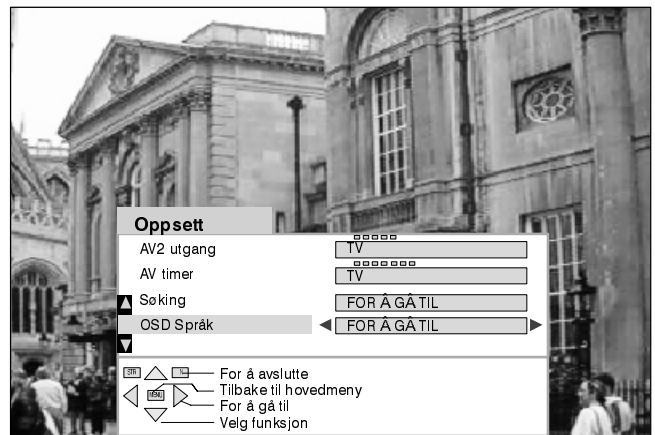 Oppsett
AV2 utgang TV
AV timer TV
Søking FOR Å GÅ TIL
OSD Språk FOR Å GÅ TIL
STR N For å avslutte
MENU Tilbake til hovedmeny
For å gå til
Velg funksjon